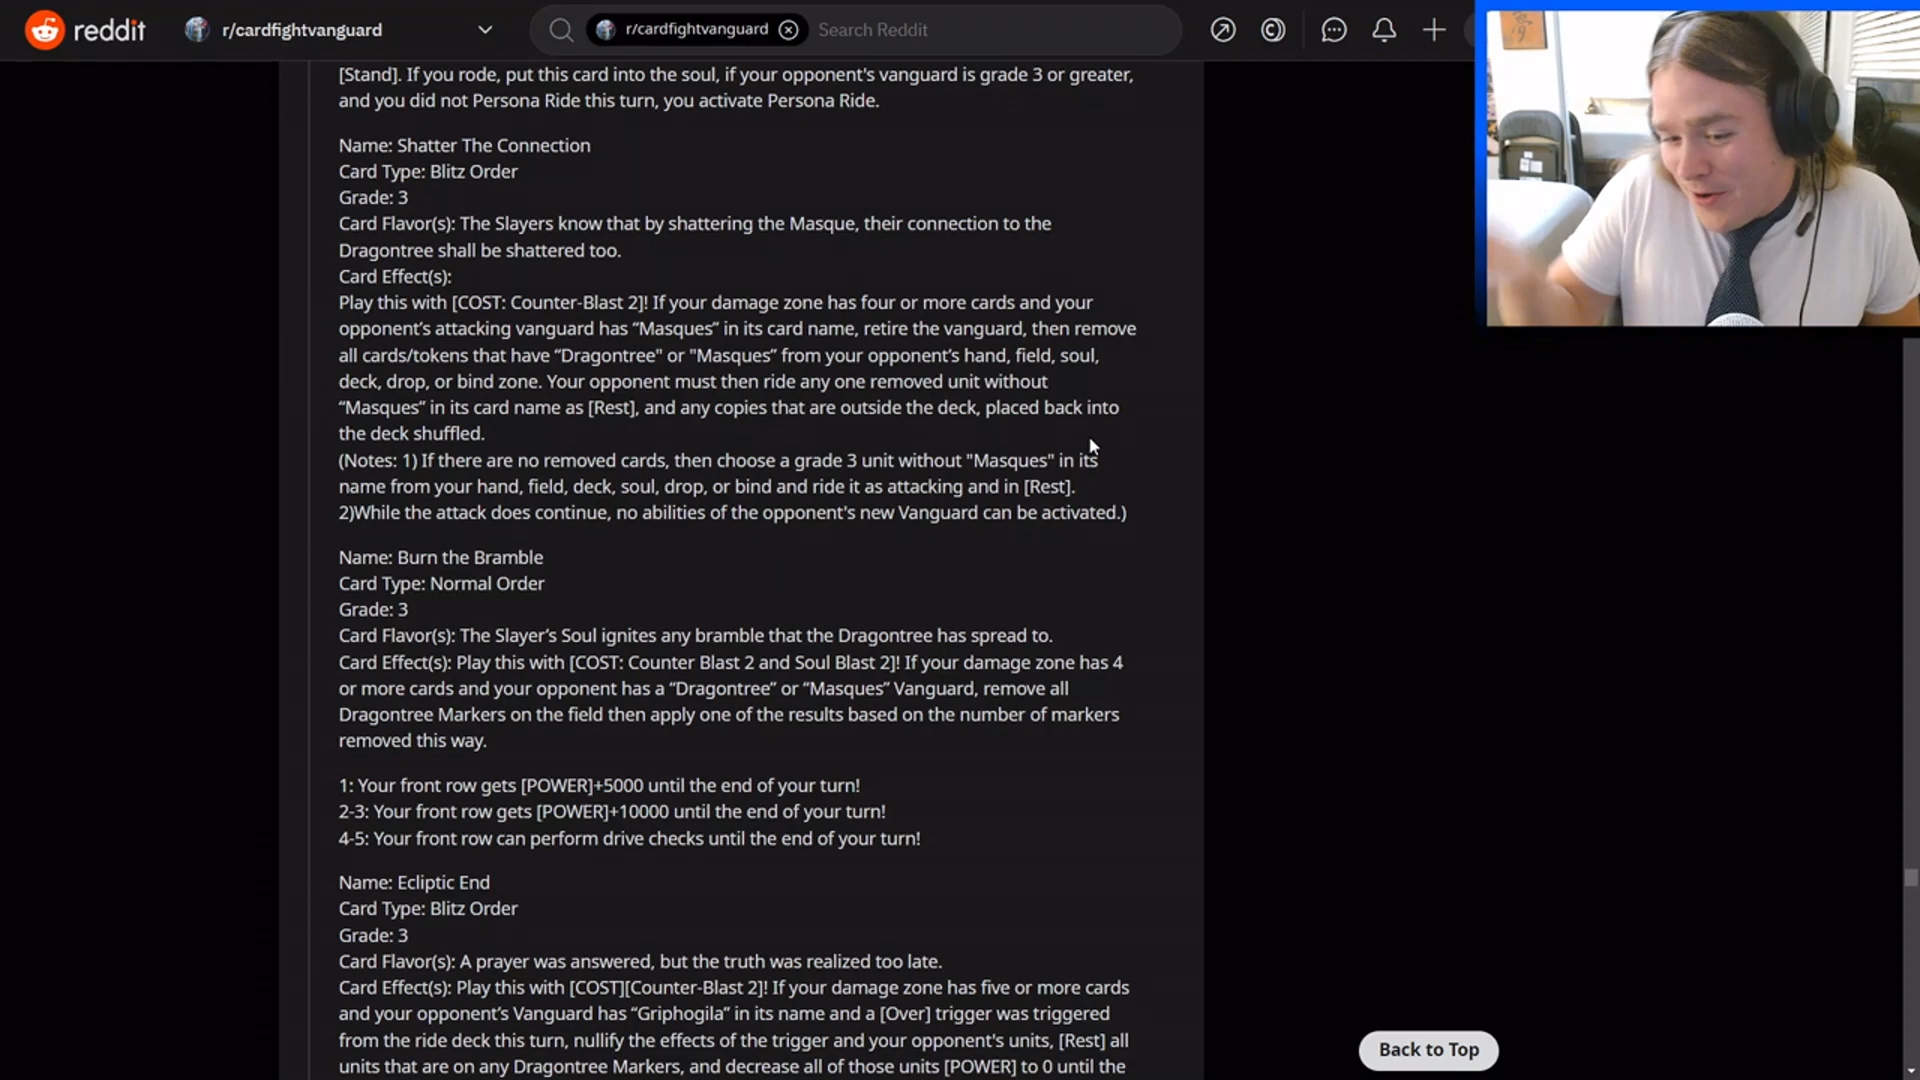 reddit
r/cardfightvanguard
r/cardfightvanguard
Search Reddit
[Stand]. If you rode, put this card into the soul, if your opponent's vanguard is grade 3 or greater,
and you did not Persona Ride this turn, you activate Persona Ride.
Name: Shatter The Connection
Card Type: Blitz Order
Grade: 3
Card Flavor(s): The Slayers know that by shattering the Masque, their connection to the
Dragontree shall be shattered too.
Card Effect(s):
Play this with [COST: Counter-Blast 2]! If your damage zone has four or more cards and your
opponent’s attacking vanguard has “Masques” in its card name, retire the vanguard, then remove
all cards/tokens that have “Dragontree" or "Masques” from your opponent’s hand, field, soul,
deck, drop, or bind zone. Your opponent must then ride any one removed unit without
“Masques” in its card name as [Rest], and any copies that are outside the deck, placed back into
the deck shuffled.
(Notes: 1) If there are no removed cards, then choose a grade 3 unit without "Masques" in its
name from your hand, field, deck, soul, drop, or bind and ride it as attacking and in [Rest].
2)While the attack does continue, no abilities of the opponent's new Vanguard can be activated.)
Name: Burn the Bramble
Card Type: Normal Order
Grade: 3
Card Flavor(s): The Slayer’s Soul ignites any bramble that the Dragontree has spread to.
Card Effect(s): Play this with [COST: Counter Blast 2 and Soul Blast 2]! If your damage zone has 4
or more cards and your opponent has a “Dragontree” or “Masques” Vanguard, remove all
Dragontree Markers on the field then apply one of the results based on the number of markers
removed this way.
1: Your front row gets [POWER]+5000 until the end of your turn!
2-3: Your front row gets [POWER]+10000 until the end of your turn!
4-5: Your front row can perform drive checks until the end of your turn!
Name: Ecliptic End
Card Type: Blitz Order
Grade: 3
Card Flavor(s): A prayer was answered, but the truth was realized too late.
Card Effect(s): Play this with [COST][Counter-Blast 2]! If your damage zone has five or more cards
and your opponent’s Vanguard has “Griphogila” in its name and a [Over] trigger was triggered
from the ride deck this turn, nullify the effects of the trigger and your opponent's units, [Rest] all
units that are on any Dragontree Markers, and decrease all of those units [POWER] to 0 until the
Back to Top